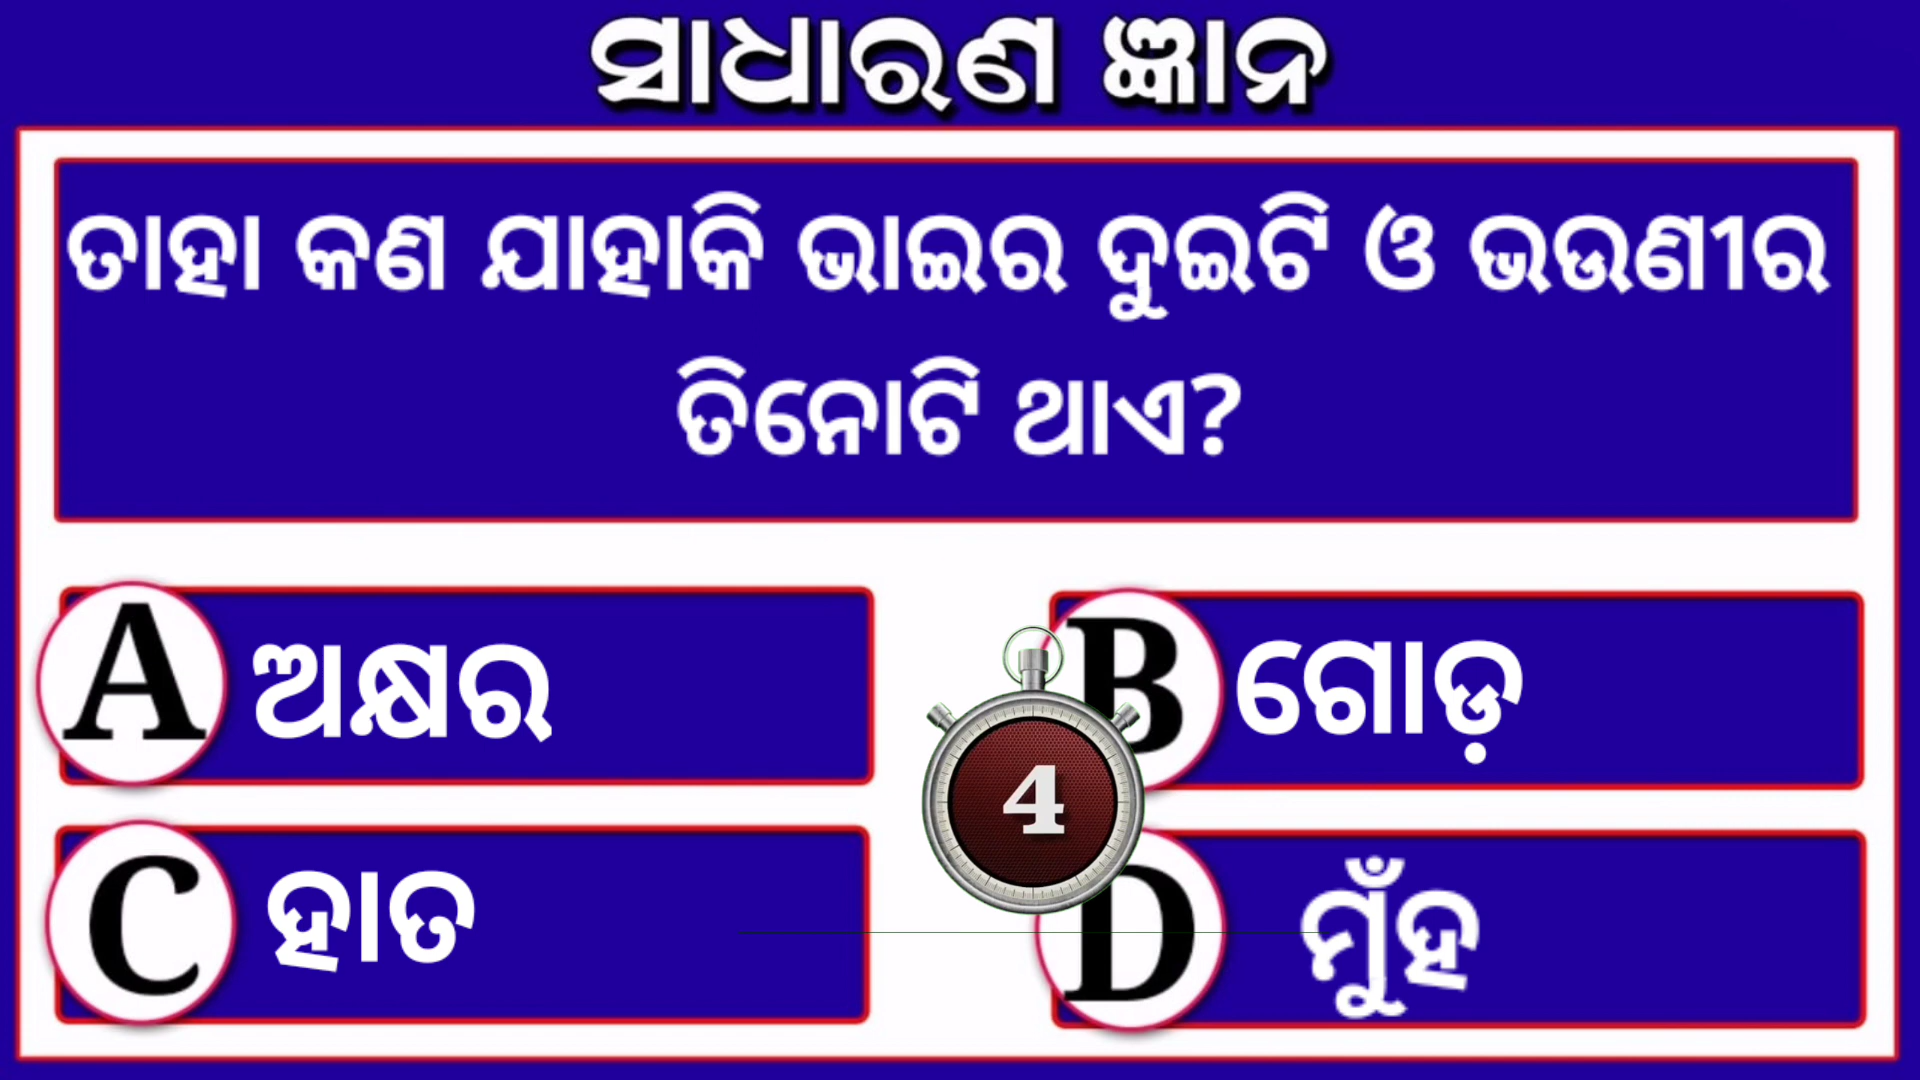 ସାଧାରଣ ଜ୍ଞାନ
ତାହା କଣ ଯାହାକି ଭାଇର ଦୁଇଟି ଓ ଭଉଣୀର
ତିନୋଟି ଥାଏ?
A ଅକ୍ଷର
B ଗୋଡ଼
4
C ହାତ
D ମୁଁହ